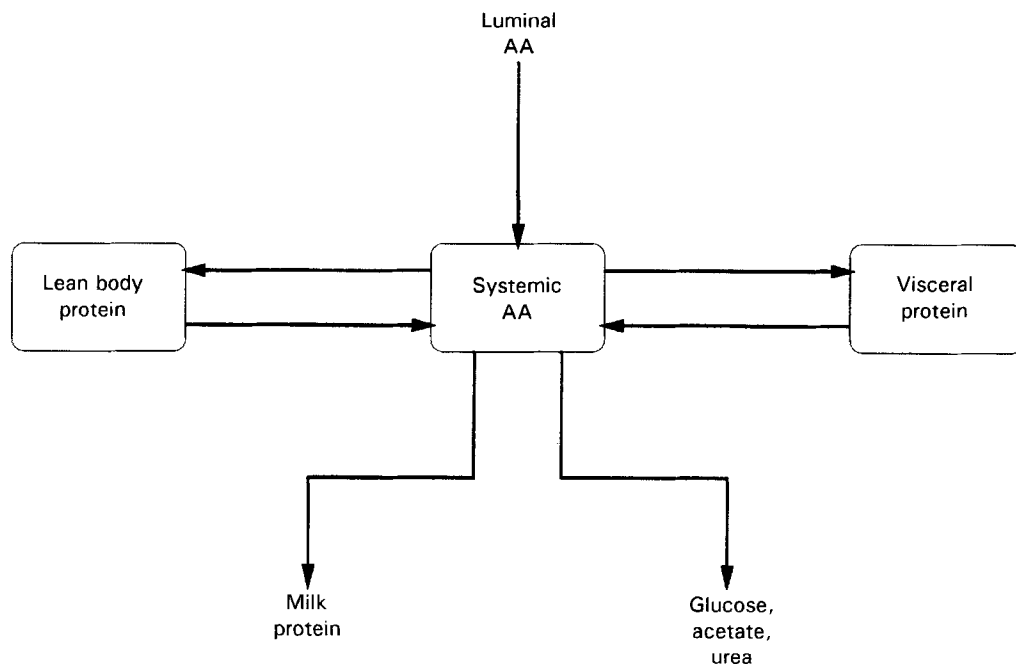 Luminal
AA
Lean body
protein
Systemic
AA
Visceral
protein
Milk
protein
Glucose,
acetate,
urea